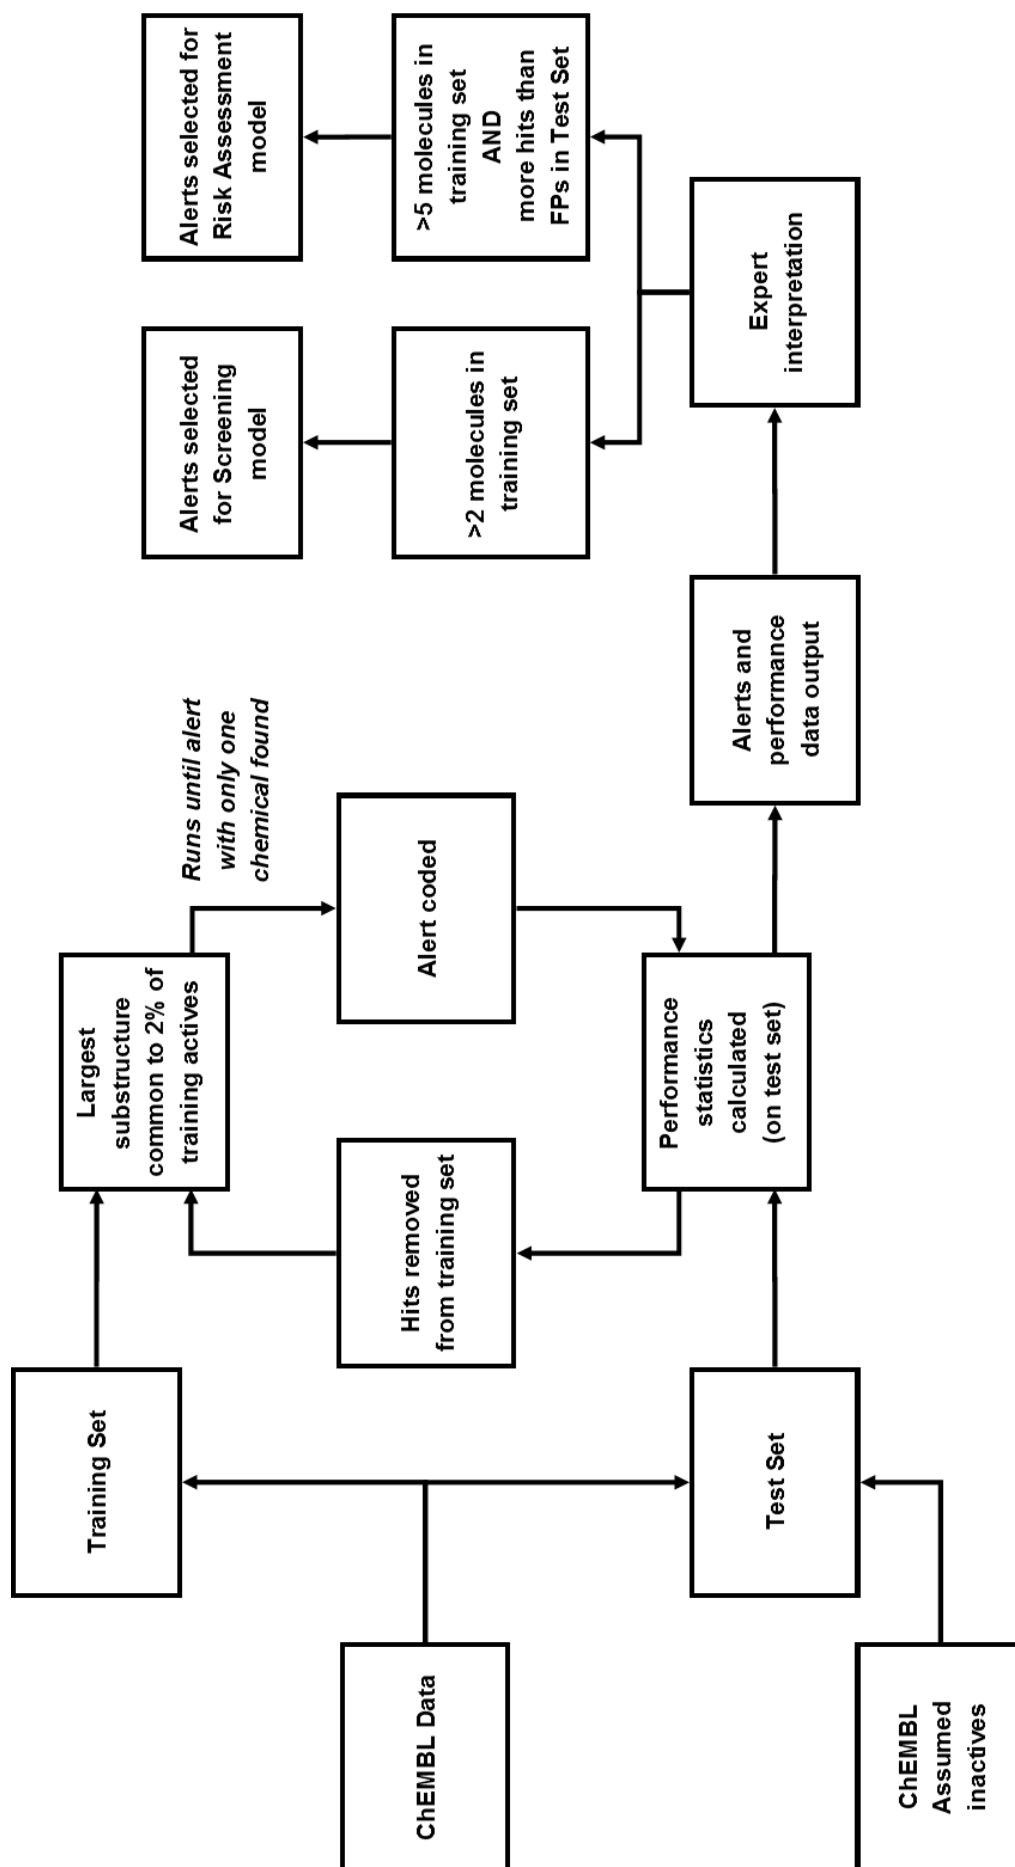 ChEMBL Data
ChEMBL
Assumed
inactives
Training Set
Test Set
Largest
substructure
common to 2% of
training actives
Hits removed
from training set
Runs until alert
with only one
chemical found
Alert coded
Performance
statistics
calculated
(on test set)
Alerts and
performance
data output
Expert
interpretation
>2 molecules in
training set
>5 molecules in
training set
AND
more hits than
FPs in Test Set
Alerts selected
for Screening
model
Alerts selected for
Risk Assessment
model